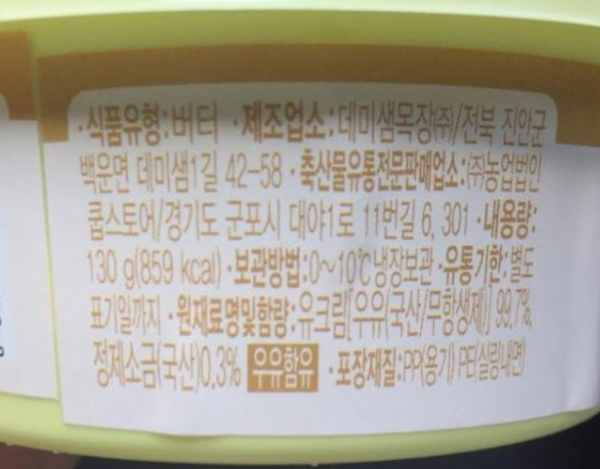 ·식품유형:버터 ·제조업소:데미샘목장(주)/전북 진안군
백운면 데미샘1길 42-58 ·축산물유통전문판매업소:(주)농업법인
쿱스토어/경기도 군포시 대야1로 11번길 6, 301 ·내용량:
130 g(859 kcal) ·보관방법:0~10℃냉장보관 ·유통기한:별도
표기일까지 ·원재료명및함량:유크림[우유(국산/무항생제)] 99.7%,
정제소금(국산)0.3% 우유함유 ·포장재질:PP(용기) PE(실링내면)